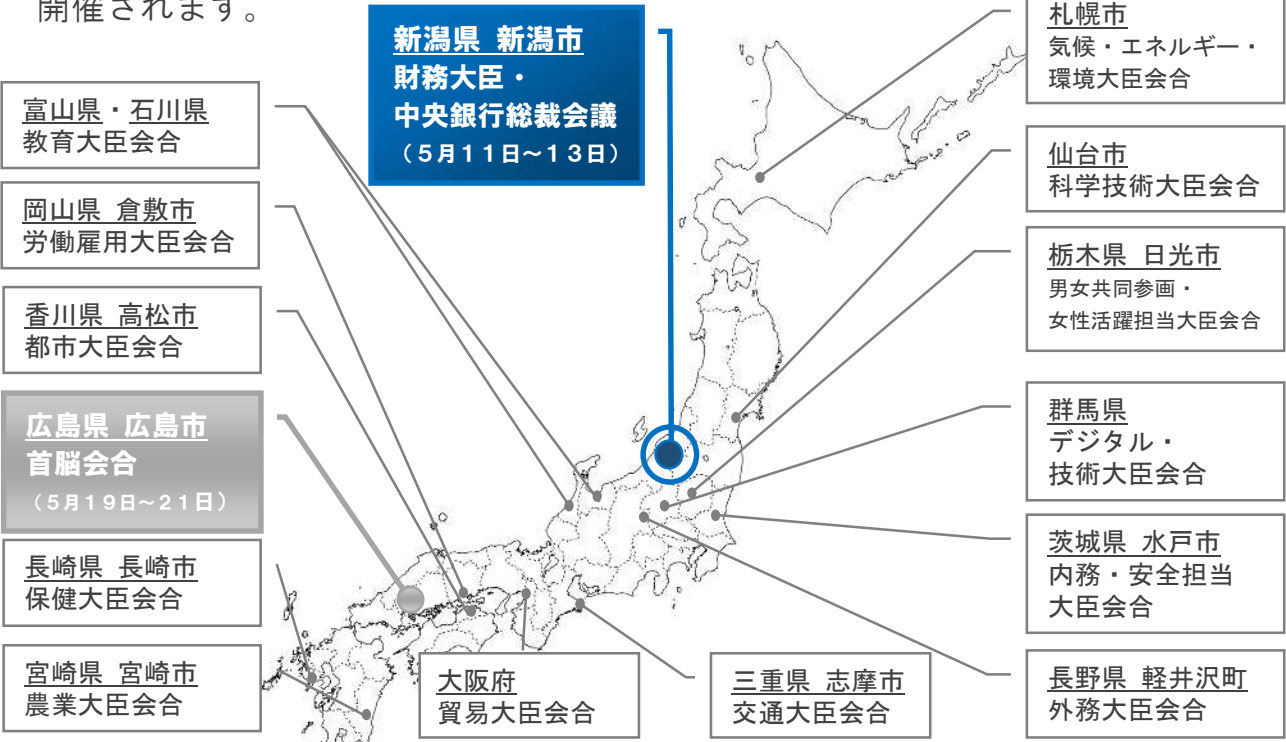 開催されます。
新潟県 新潟市
財務大臣・
中央銀行総裁会議
（５月１１日～１３日）
富山県・石川県
教育大臣会合
岡山県 倉敷市
労働雇用大臣会合
香川県 高松市
都市大臣会合
広島県 広島市
首脳会合
（５月１９日～２１日）
長崎県 長崎市
保健大臣会合
宮崎県 宮崎市
農業大臣会合
大阪府
貿易大臣会合
三重県 志摩市
交通大臣会合
札幌市
気候・エネルギー・
環境大臣会合
仙台市
科学技術大臣会合
栃木県 日光市
男女共同参画・
女性活躍担当大臣会合
群馬県
デジタル・
技術大臣会合
茨城県 水戸市
内務・安全担当
大臣会合
長野県 軽井沢町
外務大臣会合